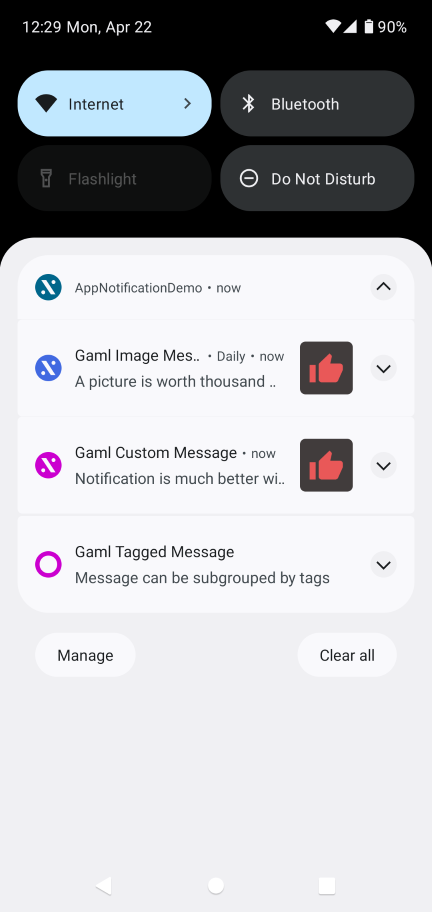 12:29 Mon, Apr 22 90%
Internet Bluetooth
Flashlight Do Not Disturb
AppNotificationDemo • now
Gaml Image Mes.. • Daily • now
A picture is worth thousand ..
Gaml Custom Message • now
Notification is much better wi..
Gaml Tagged Message
Message can be subgrouped by tags
Manage Clear all